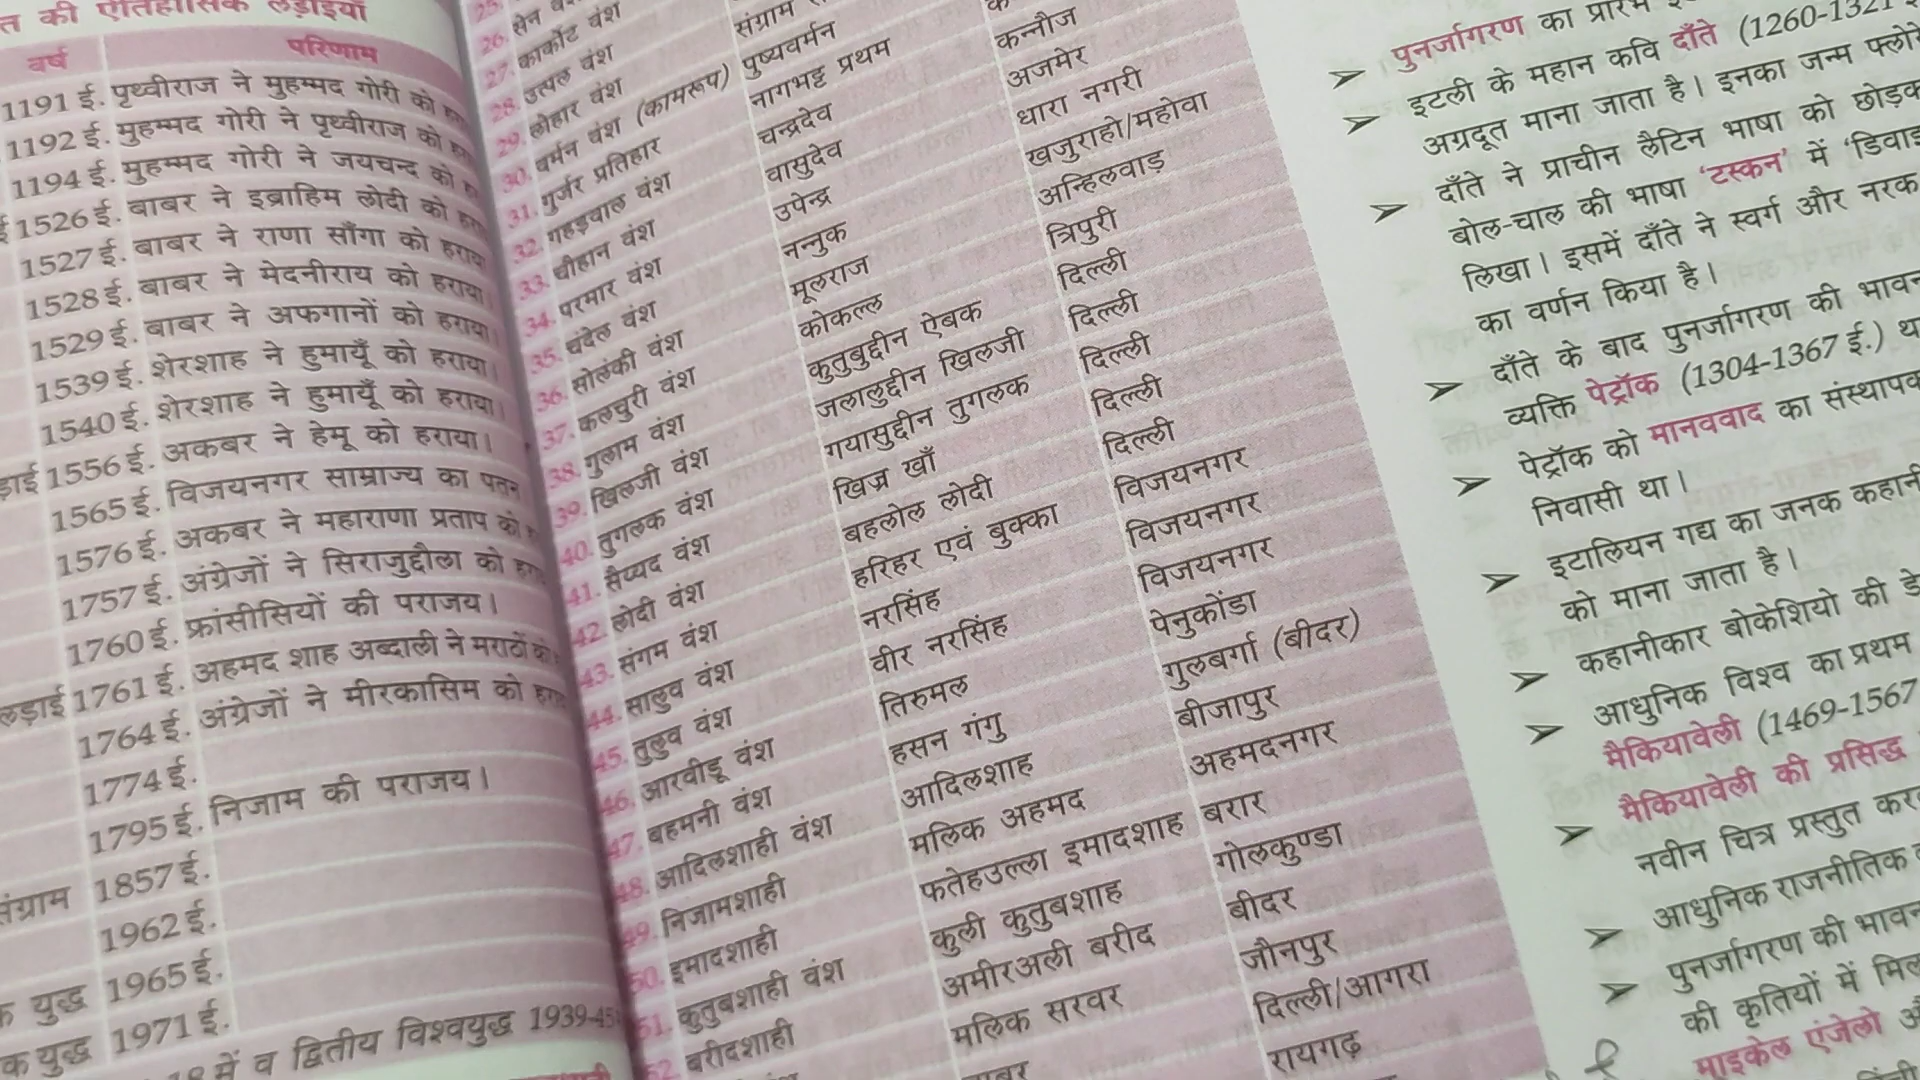 त की ऐतिहासिक लड़ाइयाँ
वर्ष परिणाम
1191 ई. पृथ्वीराज ने मुहम्मद गोरी को
1192 ई. मुहम्मद गोरी ने पृथ्वीराज को
1194 ई. मुहम्मद गोरी ने जयचन्द को
1526 ई. बाबर ने इब्राहिम लोदी को
1527 ई. बाबर ने राणा साँगा को हराया
1528 ई. बाबर ने मेदनीराय को हराया।
1529 ई. बाबर ने अफगानों को हराया।
1539 ई. शेरशाह ने हुमायूँ को हराया।
1540 ई. शेरशाह ने हुमायूँ को हराया।
ड़ाई 1556 ई. अकबर ने हेमू को हराया।
1565 ई. विजयनगर साम्राज्य का पतन
1576 ई. अकबर ने महाराणा प्रताप को
1757 ई. अंग्रेजों ने सिराजुद्दौला को
1760 ई. फ्रांसीसियों की पराजय।
लड़ाई 1761 ई. अहमद शाह अब्दाली ने मराठों को
1764 ई. अंग्रेजों ने मीरकासिम को
1774 ई.
1795 ई. निजाम की पराजय।
संग्राम 1857 ई.
1962 ई.
क युद्ध 1965 ई.
क युद्ध 1971 ई.
में व द्वितीय विश्वयुद्ध 1939-45
25.
26. सेन
27. कार्कोट वंश
28. उत्पल वंश
29. लोहार वंश संग्राम
30. वर्मन वंश (कामरूप) पुष्यवर्मन
31. गुर्जर प्रतिहार नागभट्ट प्रथम कन्नौज
32. गहड़वाल वंश चन्द्रदेव कन्नौज
33. चौहान वंश वासुदेव अजमेर
34. परमार वंश उपेन्द्र धारा नगरी
35. चंदेल वंश नन्नुक खजुराहो/महोवा
36. सोलंकी वंश मूलराज अन्हिलवाड़
37. कलचुरी वंश कोकल्ल त्रिपुरी
38. गुलाम वंश कुतुबुद्दीन ऐबक दिल्ली
39. खिलजी वंश जलालुद्दीन खिलजी दिल्ली
40. तुगलक वंश गयासुद्दीन तुगलक दिल्ली
41. सैय्यद वंश खिज्र खाँ दिल्ली
42. लोदी वंश बहलोल लोदी दिल्ली
43. संगम वंश हरिहर एवं बुक्का विजयनगर
44. सालुव वंश नरसिंह विजयनगर
45. तुलुव वंश वीर नरसिंह विजयनगर
46. आरवीडू वंश तिरुमल पेनुकोंडा
47. बहमनी वंश हसन गंगु गुलबर्गा (बीदर)
48. आदिलशाही वंश आदिलशाह बीजापुर
49. निजामशाही मलिक अहमद अहमदनगर
50. इमादशाही फतेहउल्ला इमादशाह बरार
51. कुतुबशाही वंश कुली कुतुबशाह गोलकुण्डा
52. बरीदशाही अमीरअली बरीद बीदर
मलिक सरवर जौनपुर
दिल्ली/आगरा
रायगढ़
पुनर्जागरण का प्रारम्भ
इटली के महान कवि दाँते (1260-1321
अग्रदूत माना जाता है। इनका जन्म
दाँते ने प्राचीन लैटिन भाषा को
बोल-चाल की भाषा ‘टस्कन’ में
लिखा। इसमें दाँते ने स्वर्ग और नरक
का वर्णन किया है।
दाँते के बाद पुनर्जागरण की
व्यक्ति पेट्रॉक (1304-1367 ई.)
पेट्रॉक को मानववाद का संस्थापक
निवासी था।
इटालियन गद्य का जनक
को माना जाता है।
कहानीकार बोकेशियो की
आधुनिक विश्व का प्रथम
मैकियावेली (1469-1567
मैकियावेली की प्रसिद्ध
नवीन चित्र प्रस्तुत
आधुनिक राजनीतिक
पुनर्जागरण की
की कृतियों में
माइकेल एंजेलो